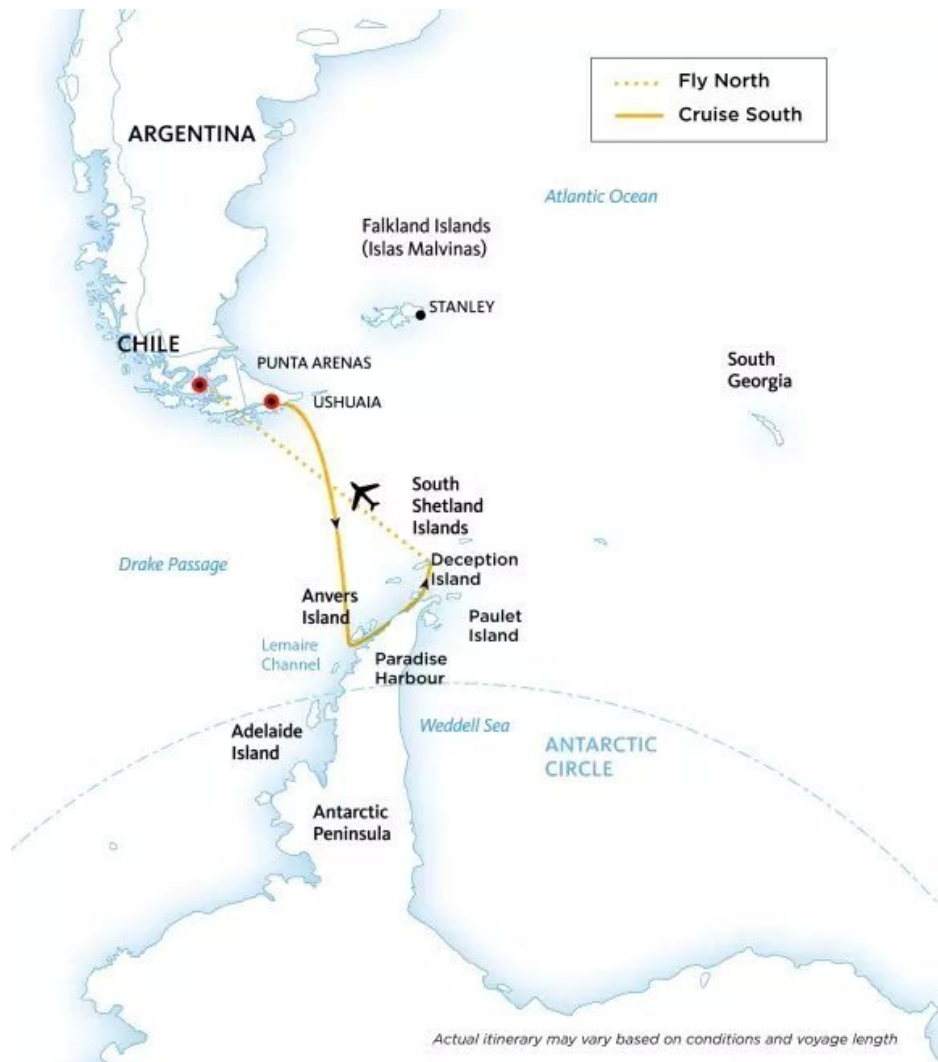 Fly North
Cruise South
ARGENTINA
Atlantic Ocean
Falkland Islands
(Islas Malvinas)
STANLEY
CHILE
PUNTA ARENAS
South
Georgia
USHUAIA
South
Shetland
Islands
Drake Passage
Deception
Island
Anvers
Island
Paulet
Island
Lemaire
Channel
Paradise
Harbour
Weddell Sea
Adelaide
Island
ANTARCTIC
CIRCLE
Antarctic
Peninsula
Actual itinerary may vary based on conditions and voyage length